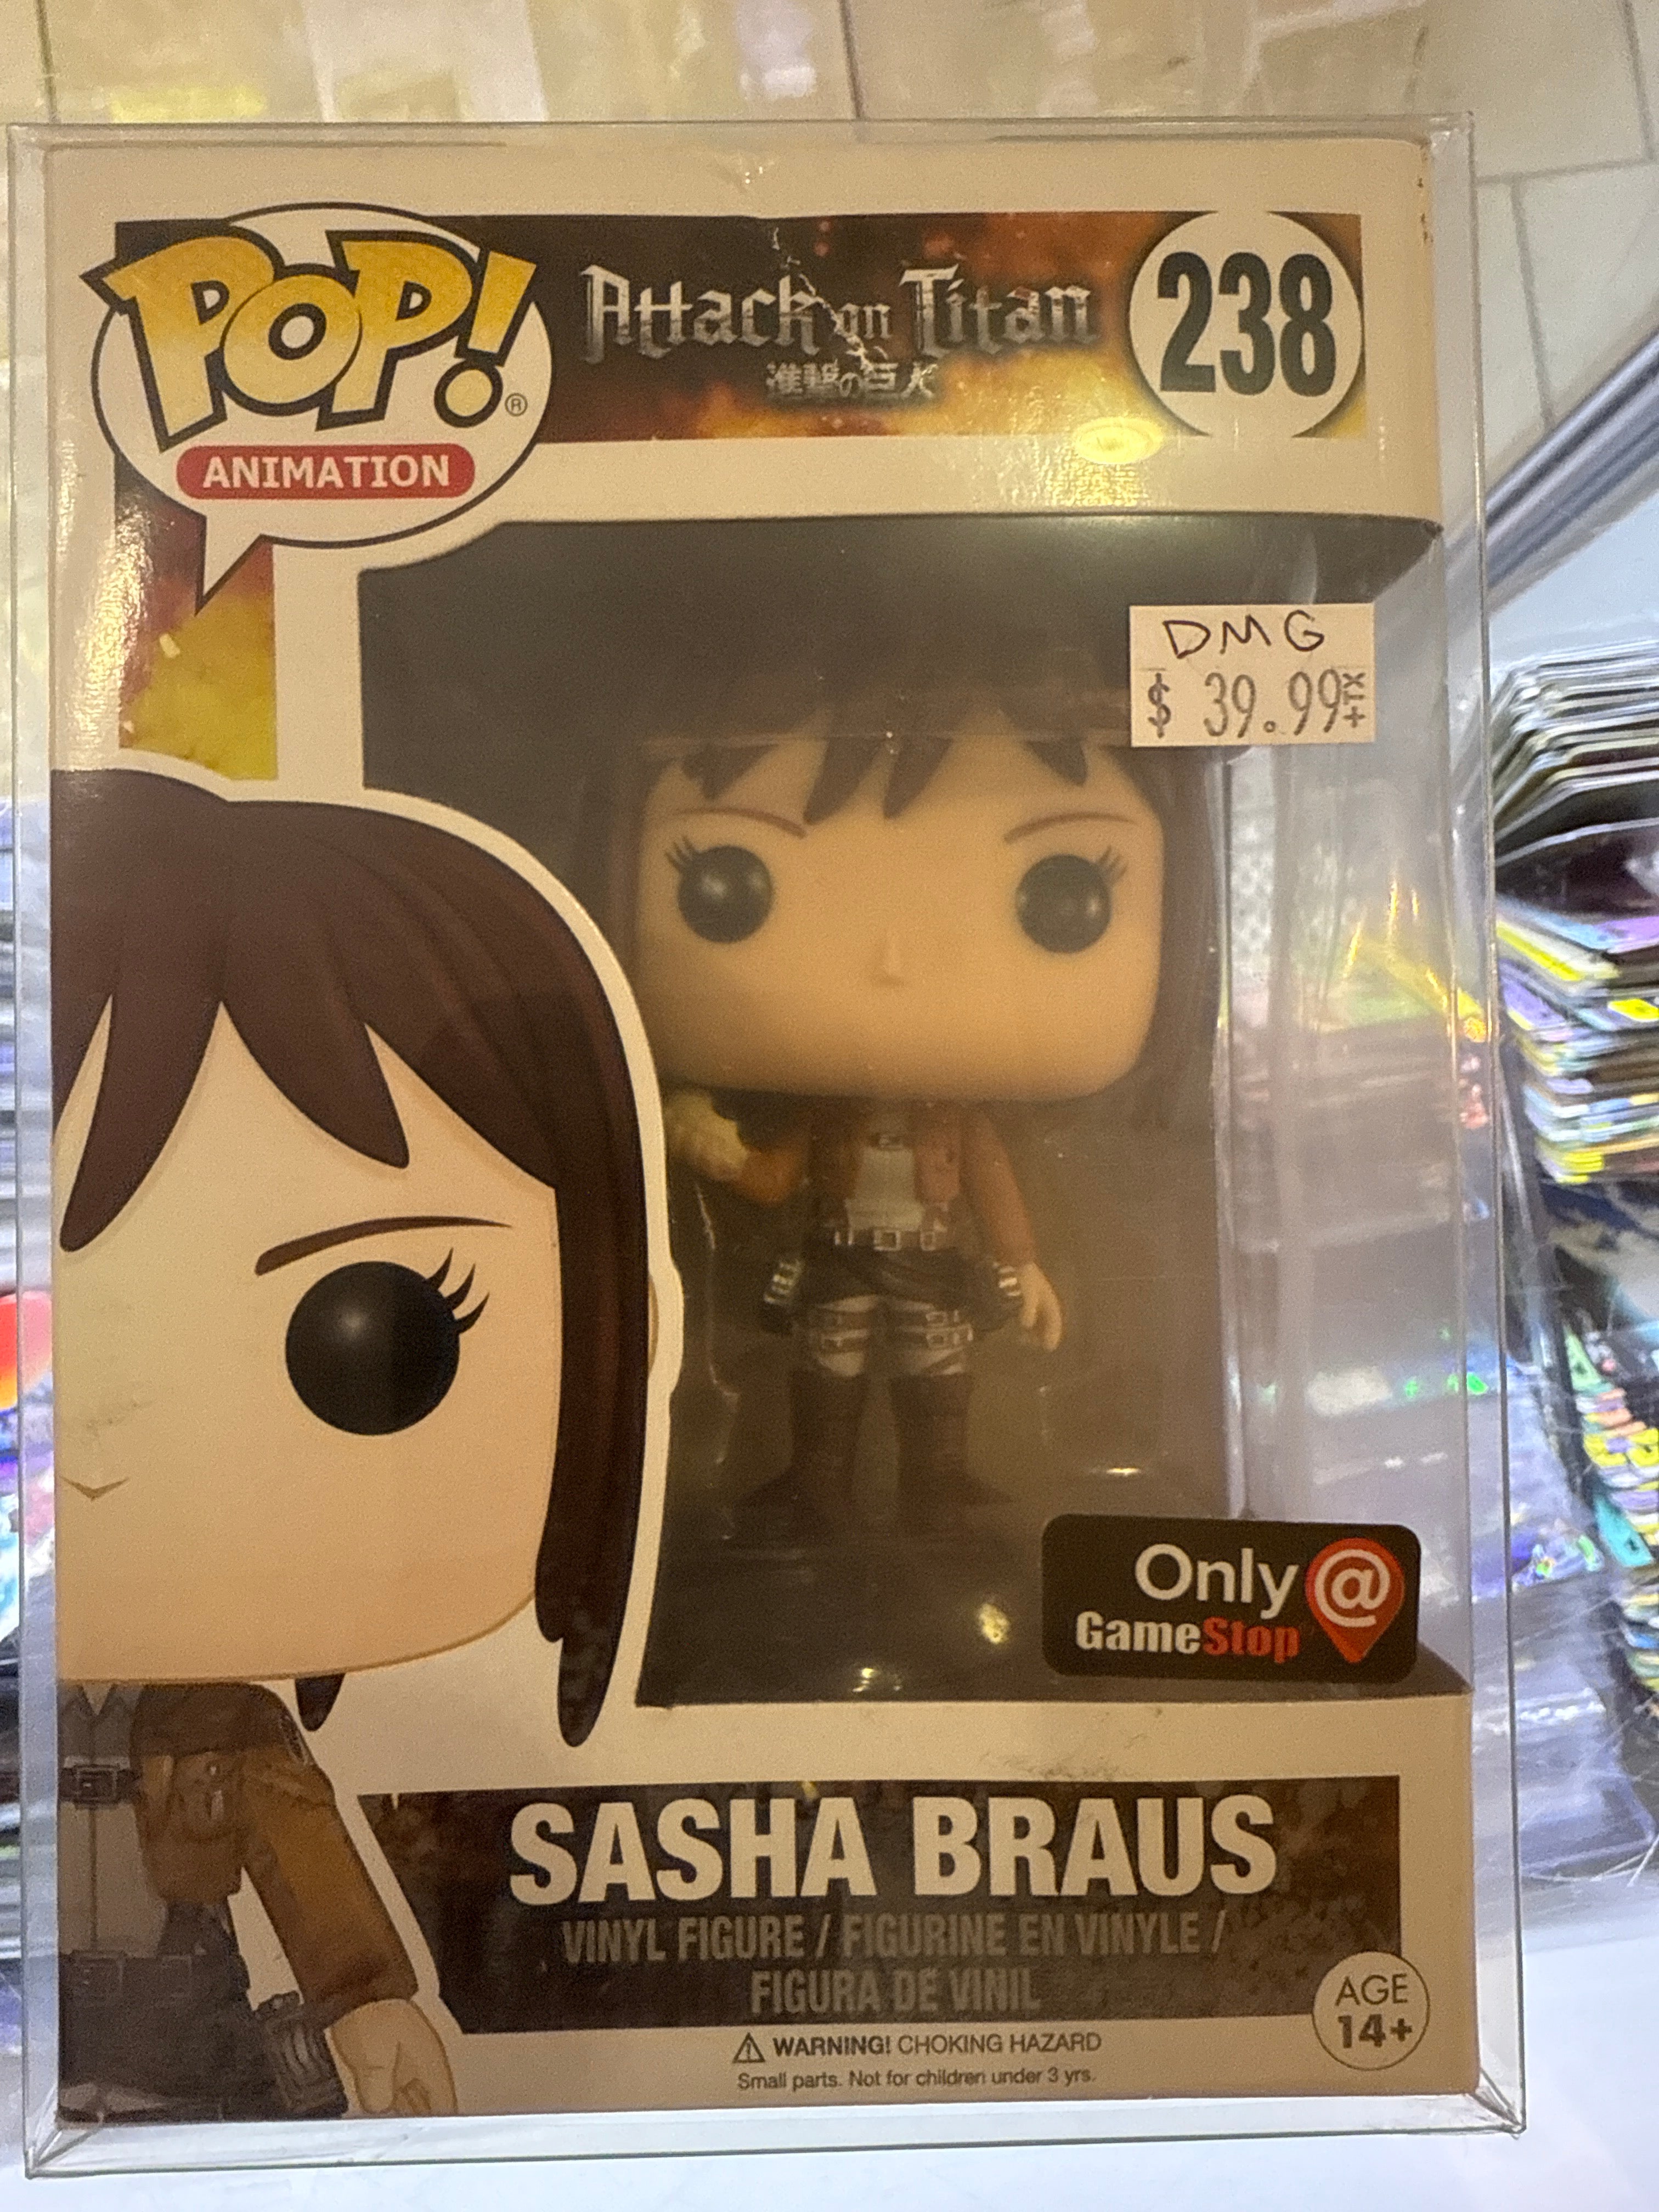 POP! ®
ANIMATION
Attack on Titan
進撃の巨人
238
DMG
$ 39.99 +TX
Only @
GameStop
SASHA BRAUS
VINYL FIGURE / FIGURINE EN VINYLE /
FIGURA DE VINIL
WARNING! CHOKING HAZARD
Small parts. Not for children under 3 yrs.
AGE
14+